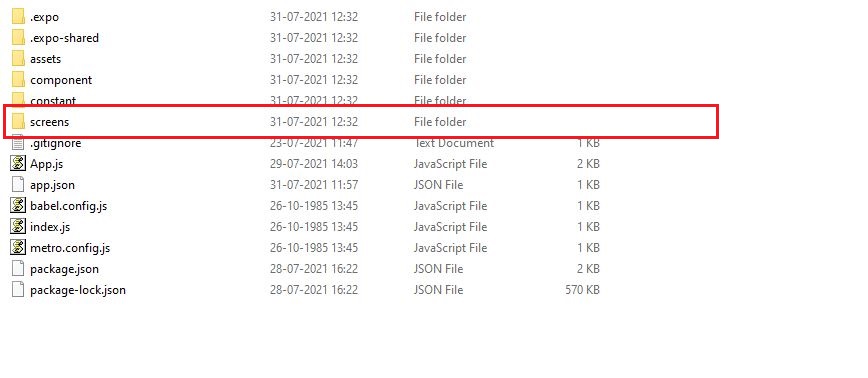 .expo 31-07-2021 12:32 File folder
.expo-shared 31-07-2021 12:32 File folder
assets 31-07-2021 12:32 File folder
component 31-07-2021 12:32 File folder
constant 31-07-2021 12:32 File folder
screens 31-07-2021 12:32 File folder
.gitignore 23-07-2021 11:47 Text Document 1 KB
App.js 29-07-2021 14:03 JavaScript File 2 KB
app.json 31-07-2021 11:57 JSON File 1 KB
babel.config.js 26-10-1985 13:45 JavaScript File 1 KB
index.js 26-10-1985 13:45 JavaScript File 1 KB
metro.config.js 26-10-1985 13:45 JavaScript File 1 KB
package.json 28-07-2021 16:22 JSON File 2 KB
package-lock.json 28-07-2021 16:22 JSON File 570 KB